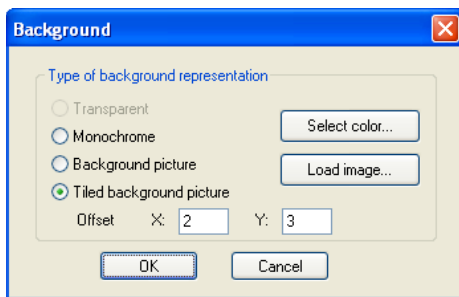 Background
Type of background representation
Transparent
Monochrome
Select color...
Background picture
Load image...
Tiled background picture
Offset X: 2 Y: 3
OK Cancel